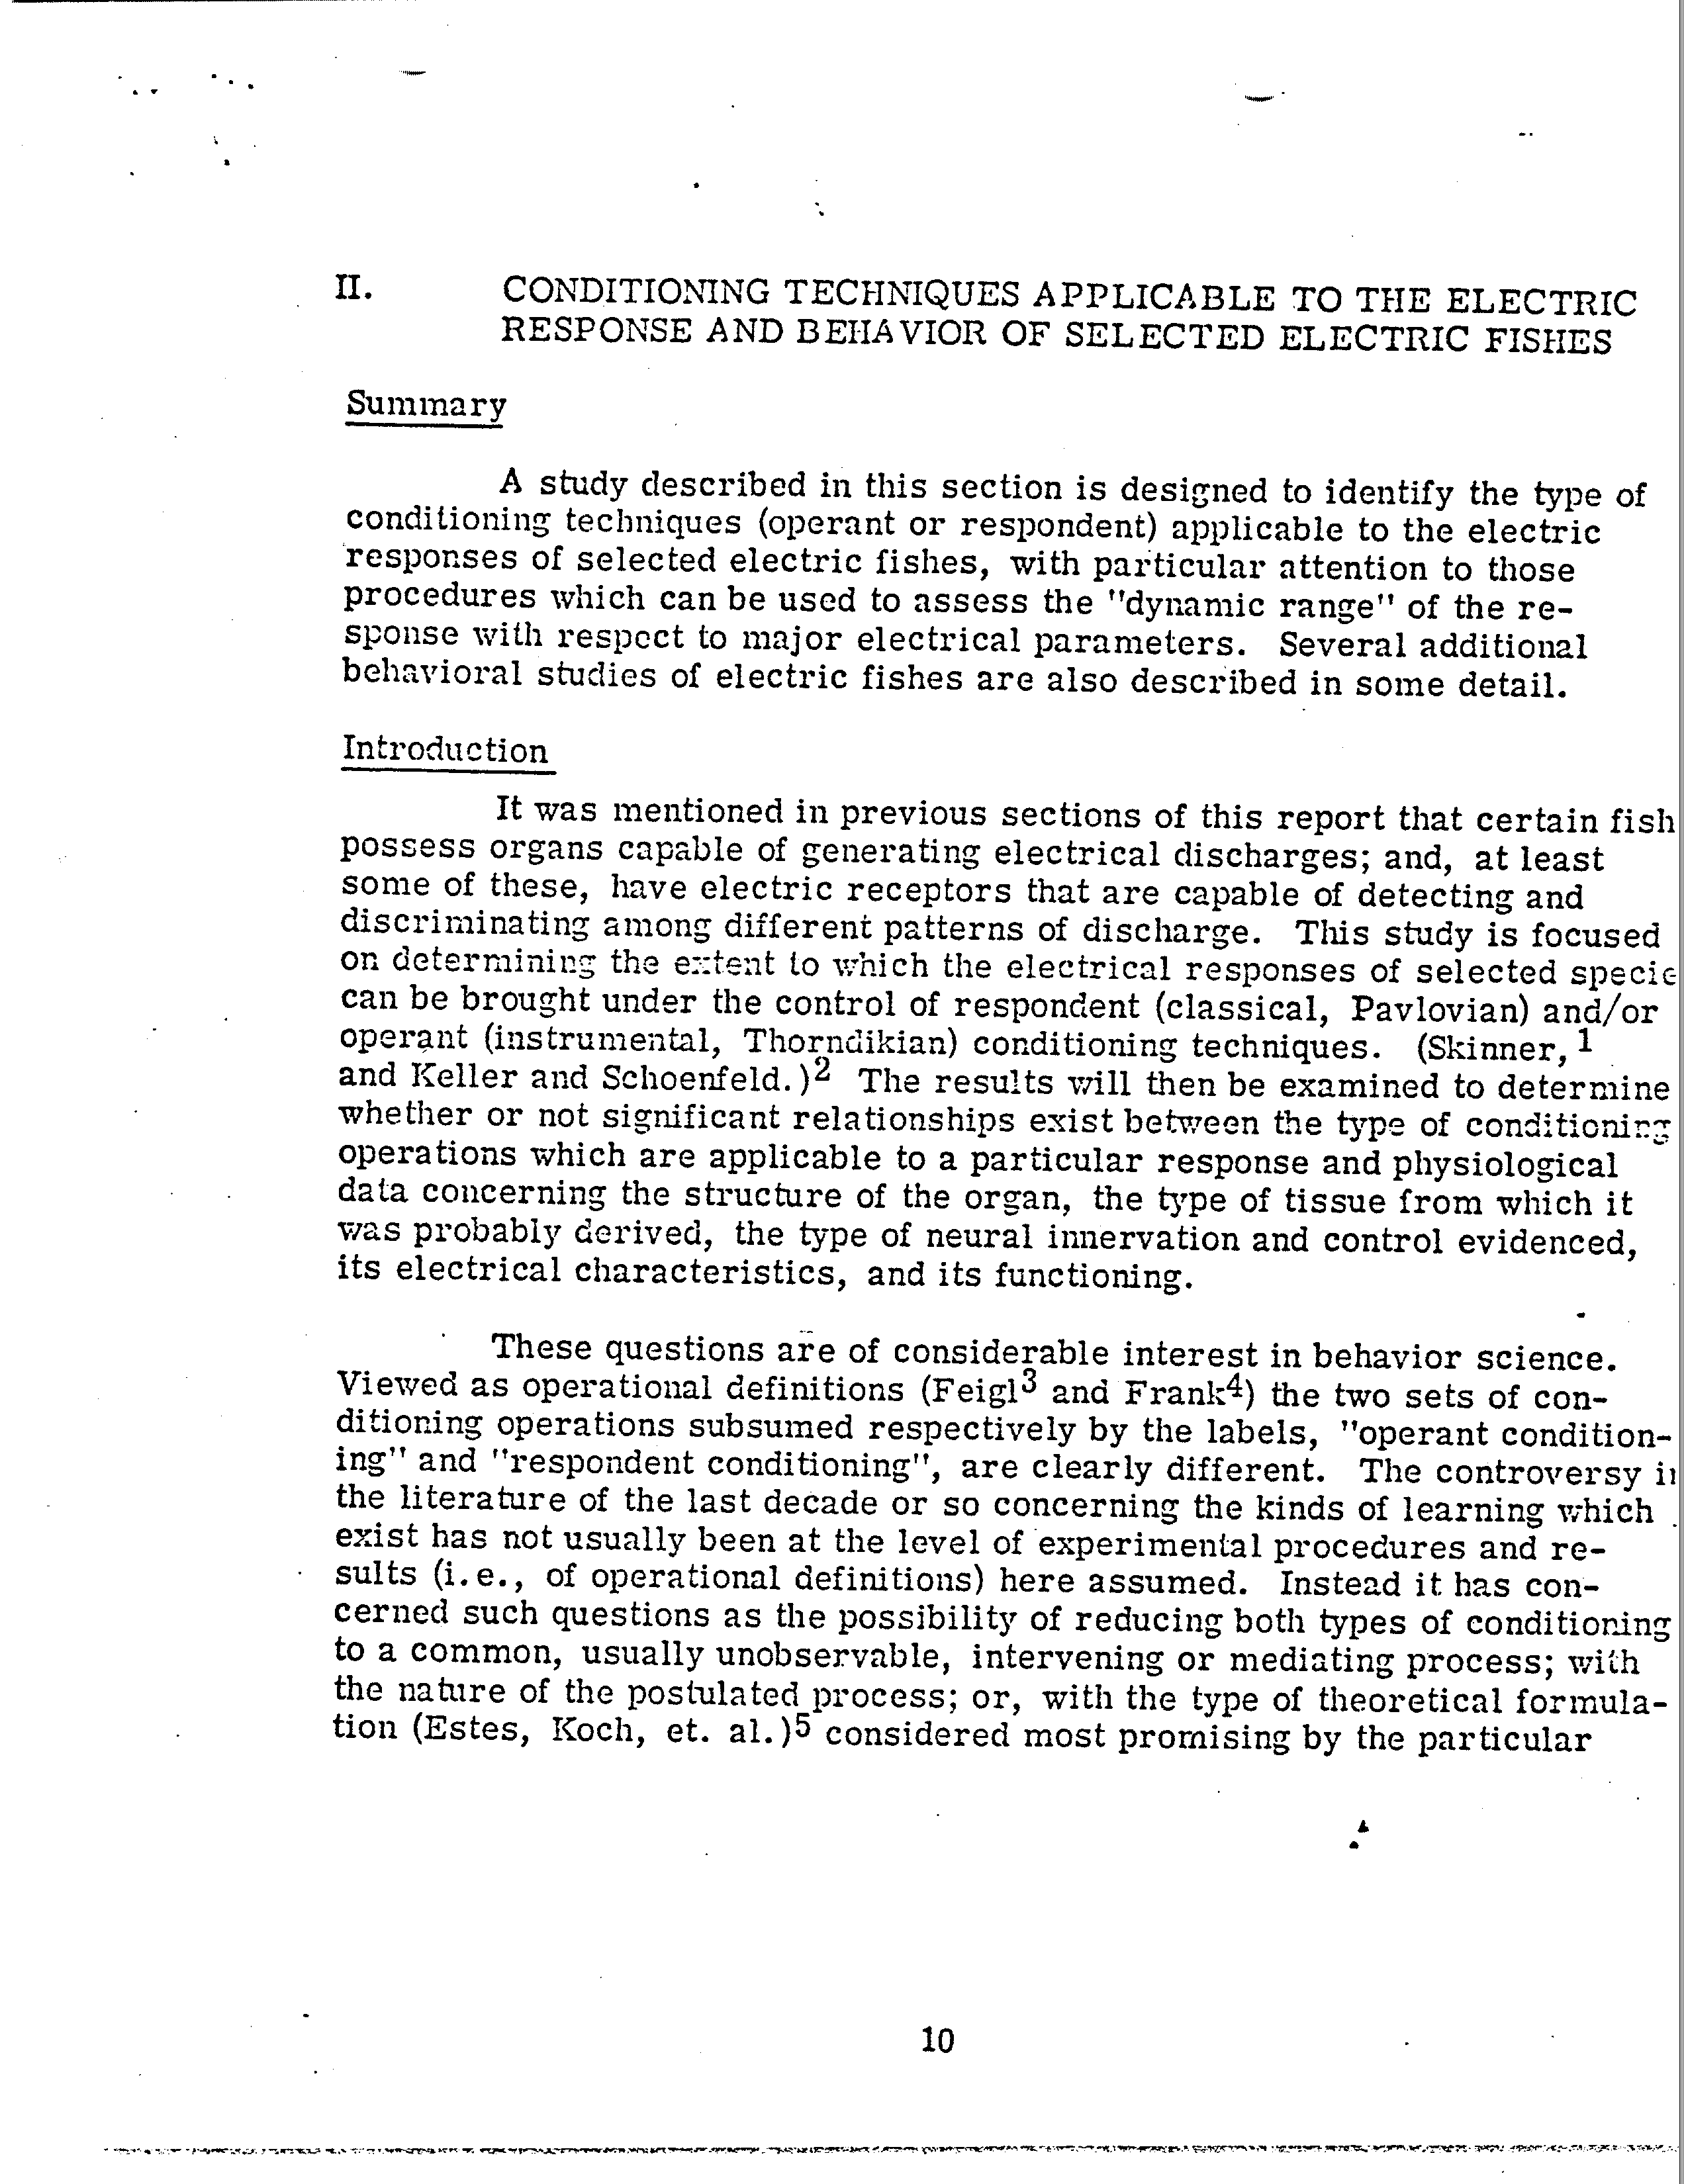 II. CONDITIONING TECHNIQUES APPLICABLE TO THE ELECTRIC
RESPONSE AND BEHAVIOR OF SELECTED ELECTRIC FISHES
Summary
A study described in this section is designed to identify the type of
conditioning techniques (operant or respondent) applicable to the electric
responses of selected electric fishes, with particular attention to those
procedures which can be used to assess the "dynamic range" of the re-
sponse with respect to major electrical parameters. Several additional
behavioral studies of electric fishes are also described in some detail.
Introduction
It was mentioned in previous sections of this report that certain fish
possess organs capable of generating electrical discharges; and, at least
some of these, have electric receptors that are capable of detecting and
discriminating among different patterns of discharge. This study is focused
on determining the extent to which the electrical responses of selected specie
can be brought under the control of respondent (classical, Pavlovian) and/or
operant (instrumental, Thorndikian) conditioning techniques. (Skinner, 1
and Keller and Schoenfeld.)2 The results will then be examined to determine
whether or not significant relationships exist between the type of conditioning
operations which are applicable to a particular response and physiological
data concerning the structure of the organ, the type of tissue from which it
was probably derived, the type of neural innervation and control evidenced,
its electrical characteristics, and its functioning.
These questions are of considerable interest in behavior science.
Viewed as operational definitions (Feigl3 and Frank4) the two sets of con-
ditioning operations subsumed respectively by the labels, "operant condition-
ing" and "respondent conditioning", are clearly different. The controversy i
the literature of the last decade or so concerning the kinds of learning which
exist has not usually been at the level of experimental procedures and re-
sults (i.e., of operational definitions) here assumed. Instead it has con-
cerned such questions as the possibility of reducing both types of conditioning
to a common, usually unobservable, intervening or mediating process; with
the nature of the postulated process; or, with the type of theoretical formula-
tion (Estes, Koch, et. al.)5 considered most promising by the particular
10